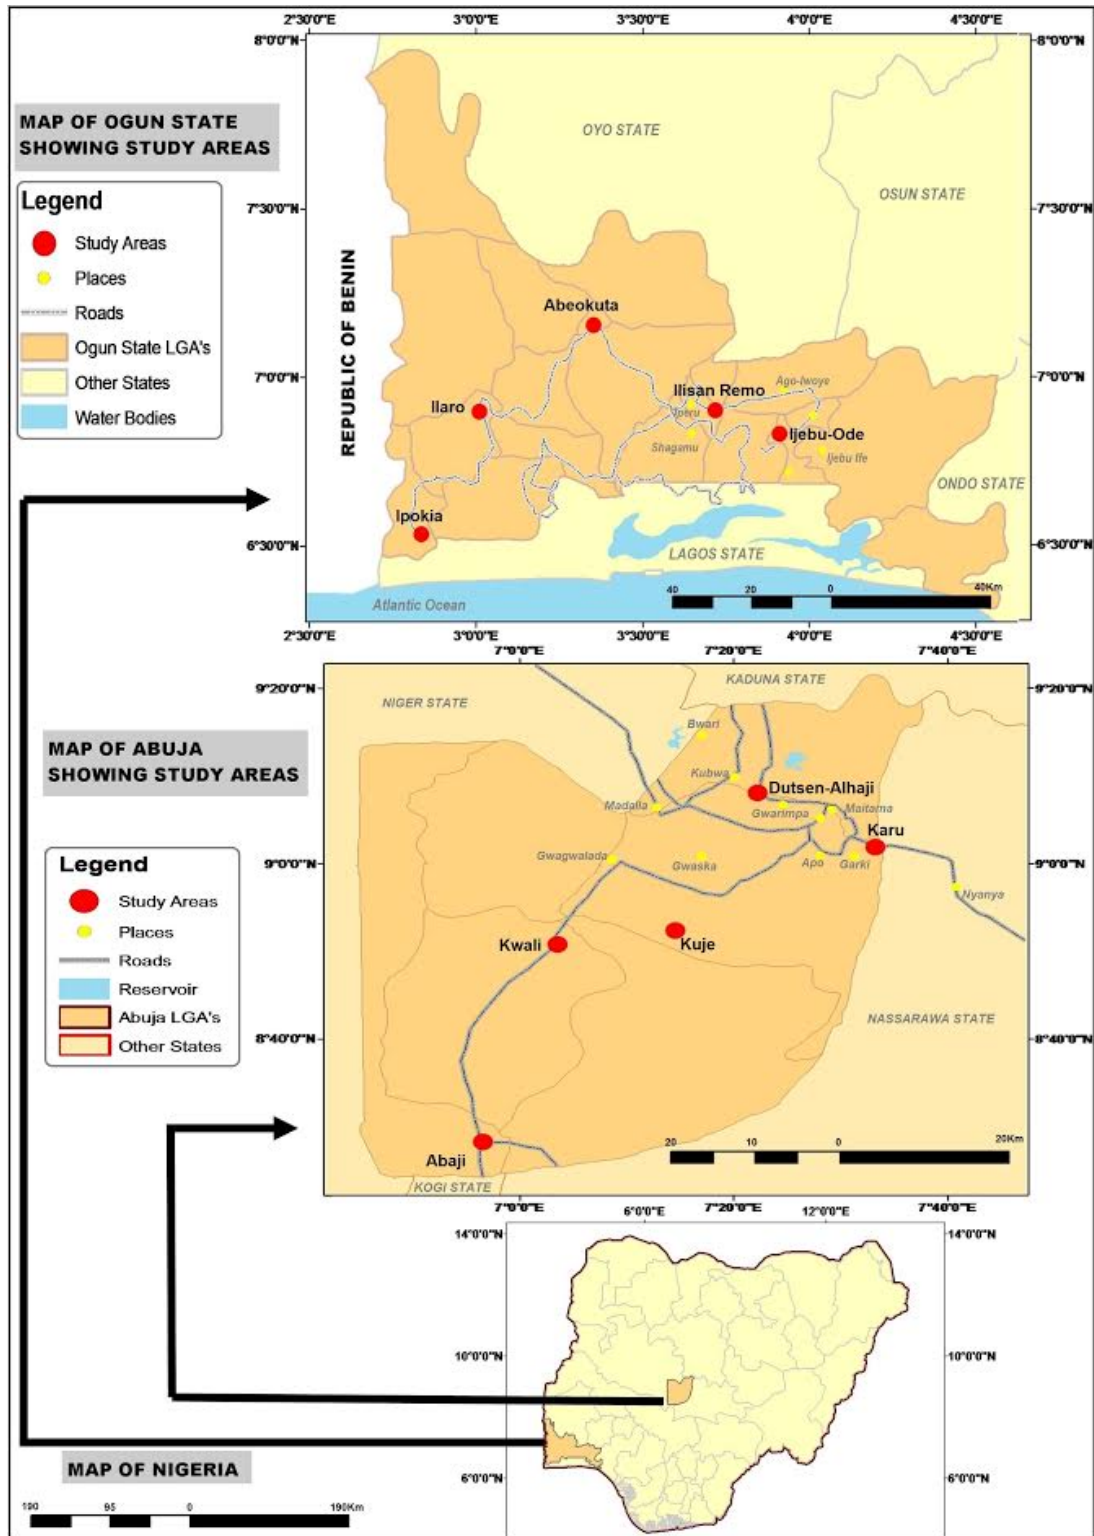 2°30'0"E 3°0'0"E 3°30'0"E 4°0'0"E 4°30'0"E
8°0'0"N 8°0'0"N
MAP OF OGUN STATE
SHOWING STUDY AREAS
OYO STATE
OSUN STATE
Legend
Study Areas
Places
Roads
Ogun State LGA's
Other States
Water Bodies
7°30'0"N 7°30'0"N
REPUBLIC OF BENIN
Abeokuta
7°0'0"N 7°0'0"N
Ago-Iwoye
Ilisan Remo
Ilaro
Iperu
Ijebu-Ode
Shagamu
Ijebu Ife
ONDO STATE
Ipokia
6°30'0"N 6°30'0"N
LAGOS STATE
40 20 0 40Km
Atlantic Ocean
2°30'0"E 3°0'0"E 3°30'0"E 4°0'0"E 4°30'0"E
7°0'0"E 7°20'0"E 7°40'0"E
9°20'0"N 9°20'0"N
KADUNA STATE
NIGER STATE
MAP OF ABUJA
SHOWING STUDY AREAS
Bwari
Kubwa
Dutsen-Alhaji
Madalla
Gwarimpa
Maitama
Karu
Gwagwalada
Gwaska
Apo
Garki
9°0'0"N 9°0'0"N
Nyanya
Legend
Study Areas
Places
Roads
Reservoir
Abuja LGA's
Other States
Kwali
Kuje
NASSARAWA STATE
8°40'0"N 8°40'0"N
Abaji
20 10 0 20Km
KOGI STATE
7°0'0"E 7°20'0"E 7°40'0"E
6°0'0"E 12°0'0"E
14°0'0"N 14°0'0"N
10°0'0"N 10°0'0"N
6°0'0"N 6°0'0"N
MAP OF NIGERIA
190 95 0 190Km